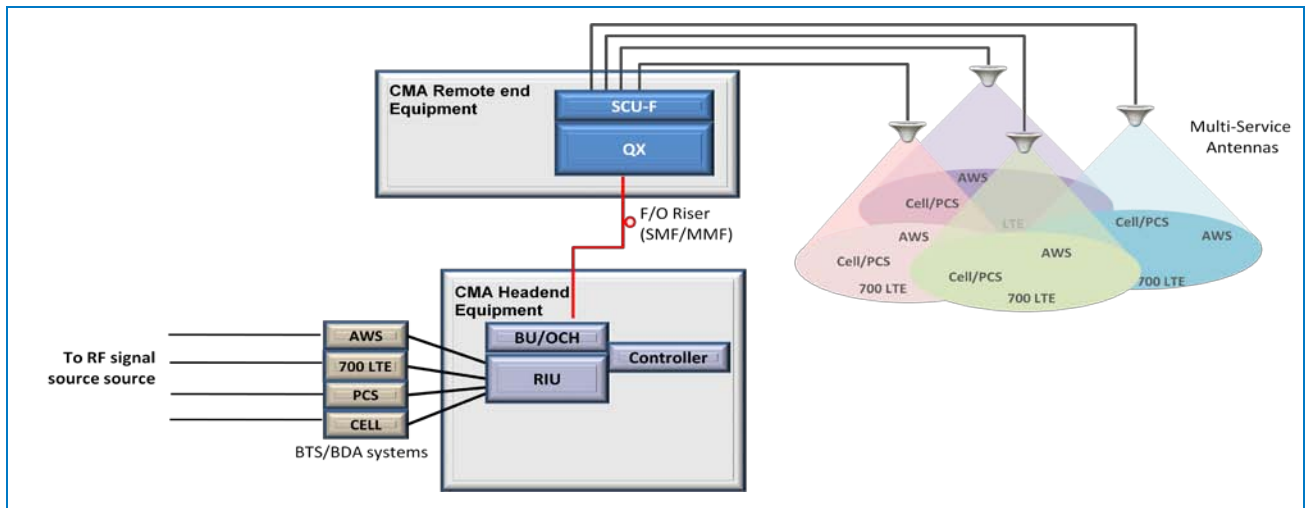 CMA Remote end
Equipment
SCU-F
QX
F/O Riser
(SMF/MMF)
CMA Headend
Equipment
BU/OCH
RIU
Controller
To RF signal
source source
AWS
700 LTE
PCS
CELL
BTS/BDA systems
Multi-Service
Antennas
AWS
Cell/PCS
LTE
AWS
Cell/PCS
700 LTE
AWS
Cell/PCS
700 LTE
Cell/PCS
AWS
700 LTE